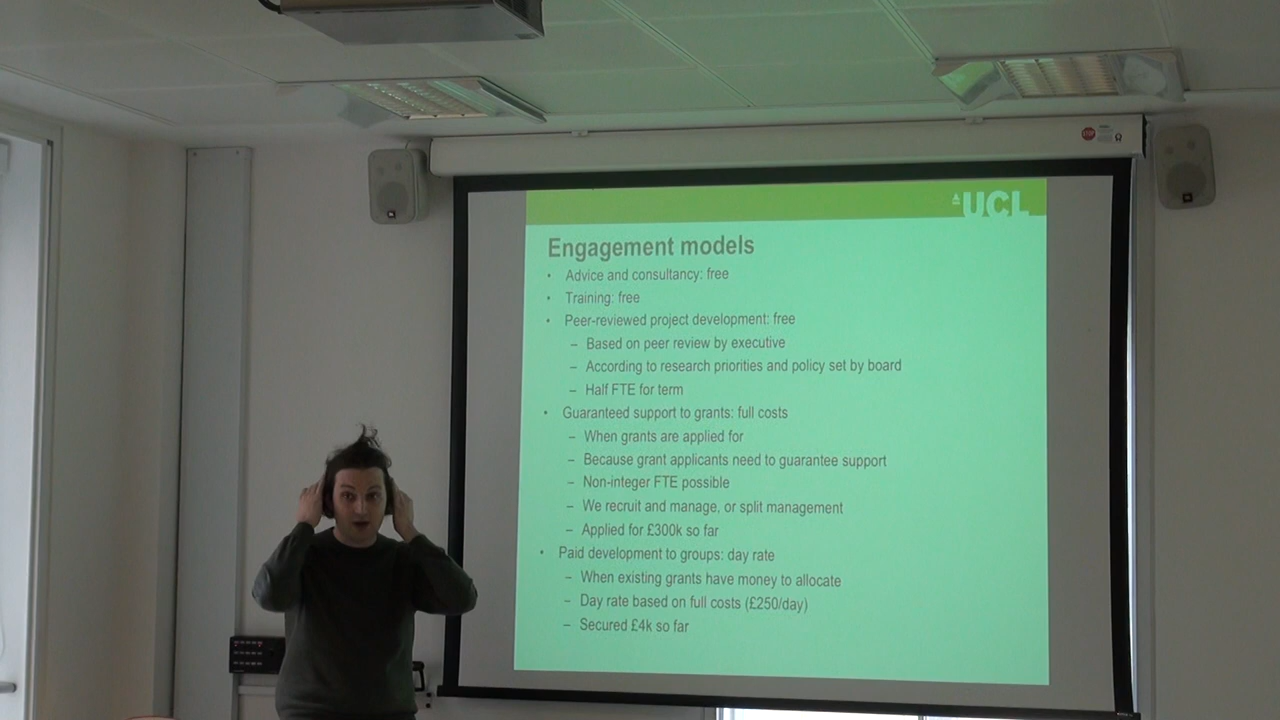 STOP
UCL
Engagement models
• Advice and consultancy: free
• Training: free
• Peer-reviewed project development: free
– Based on peer review by executive
– According to research priorities and policy set by board
– Half FTE for term
• Guaranteed support to grants: full costs
– When grants are applied for
– Because grant applicants need to guarantee support
– Non-integer FTE possible
– We recruit and manage, or split management
– Applied for £300k so far
• Paid development to groups: day rate
– When existing grants have money to allocate
– Day rate based on full costs (£250/day)
– Secured £4k so far